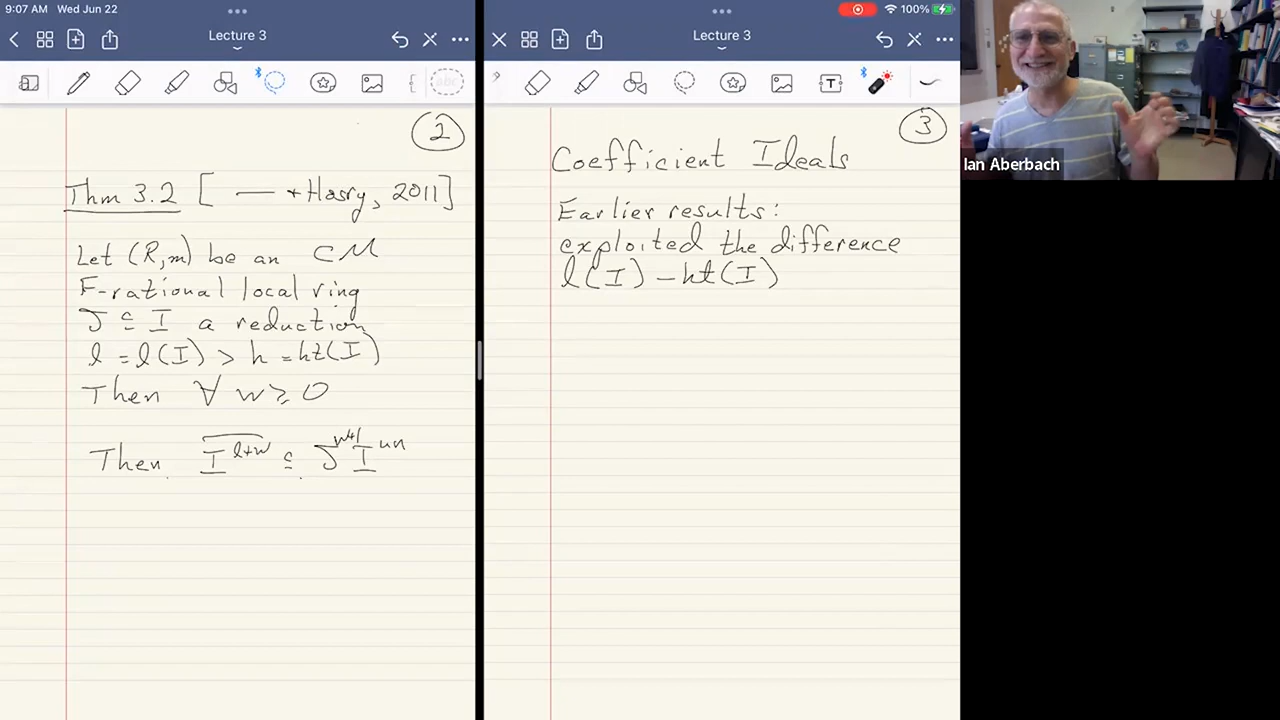 9:07 AM Wed Jun 22
Lecture 3
2
Thm 3.2 [ — + Hosry, 2011]
Let (R,m) be an CM
F-rational local ring
J ⊆ I a reduction
l = l(I) > h = ht(I)
Then ∀ w ≥ 0
Then \overline{I^{l+w}} ⊆ J^{w+1} I^{un}
100%
Lecture 3
T
3
Coefficient Ideals
Earlier results:
exploited the difference
l(I) - ht(I)
Ian Aberbach